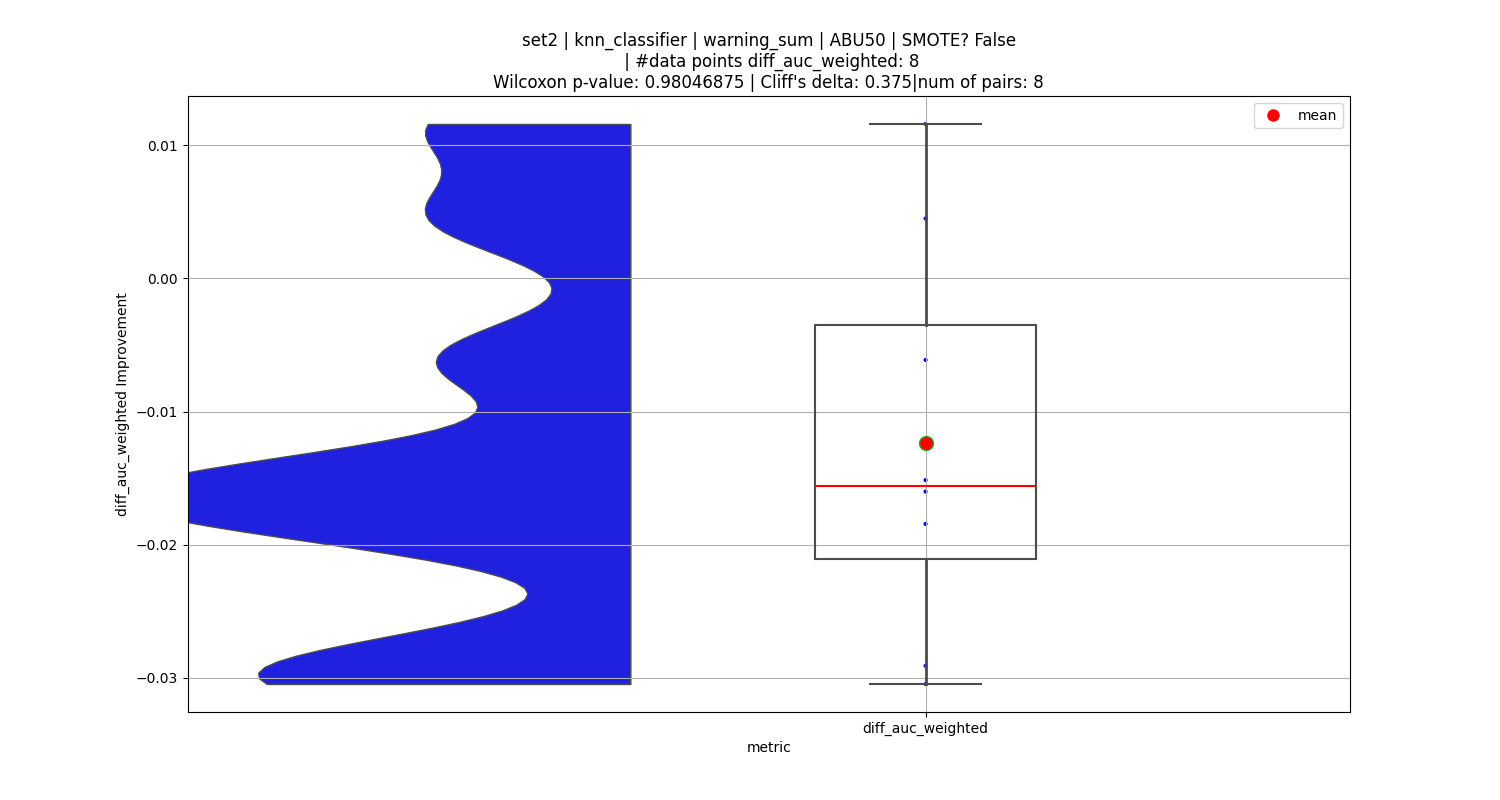 set2 | knn_classifier | warning_sum | ABU50 | SMOTE? False
| #data points diff_auc_weighted: 8
Wilcoxon p-value: 0.98046875 | Cliff's delta: 0.375|num of pairs: 8
mean
0.01
0.00
−0.01
−0.02
−0.03
diff_auc_weighted Improvement
diff_auc_weighted
metric